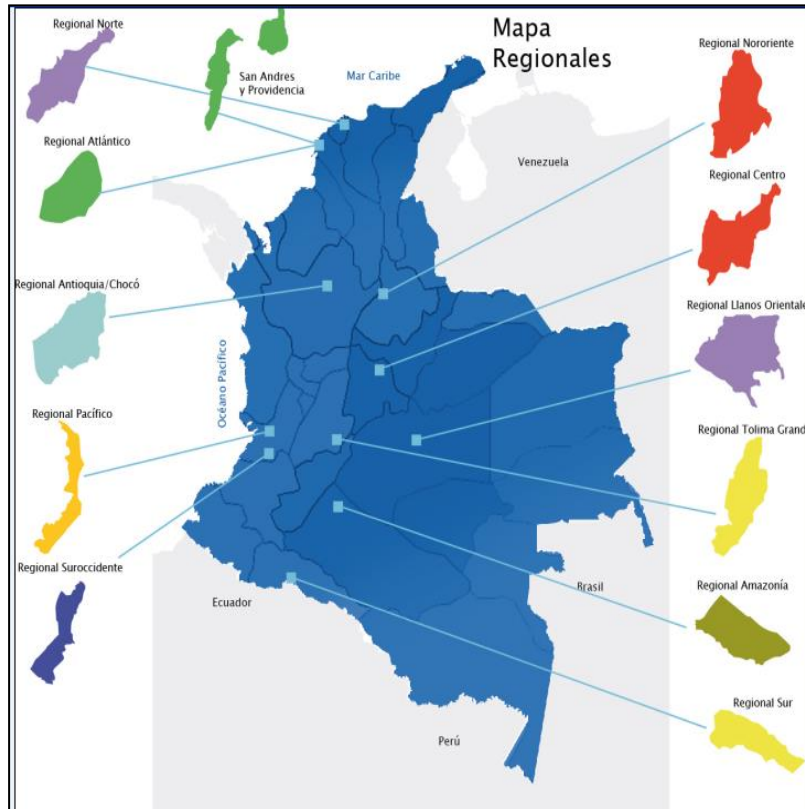 Regional Norte
San Andres
y Providencia
Mar Caribe
Mapa
Regionales
Regional Nororiente
Regional Atlántico
Venezuela
Regional Centro
Regional Antioquia/Chocó
Regional Llanos Orientale
Océano Pacífico
Regional Pacífico
Regional Tolima Grand
Regional Suroccidente
Ecuador
Brasil
Regional Amazonía
Regional Sur
Perú